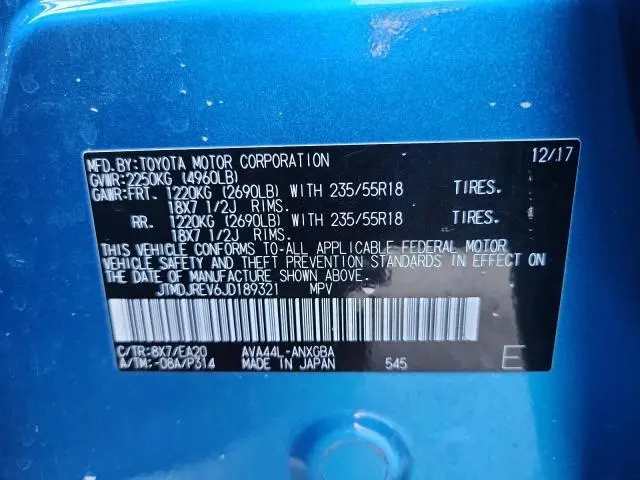 MFD.BY:TOYOTA MOTOR CORPORATION 12/17
GVWR:2250KG (4960LB)
GAWR:FRT. 1220KG (2690LB) WITH 235/55R18 TIRES.
18X7 1/2J RIMS.
RR. 1220KG (2690LB) WITH 235/55R18 TIRES.
18X7 1/2J RIMS.
THIS VEHICLE CONFORMS TO-ALL APPLICABLE FEDERAL MOTOR
VEHICLE SAFETY AND THEFT PREVENTION STANDARDS IN EFFECT ON
THE DATE OF MANUFACTURE SHOWN ABOVE.
JTMDJREV6JD189321 MPV
C/TR:8X7/EA20 AVA44L-ANXGBA
A/TM:-08A/P314 MADE IN JAPAN 545 E